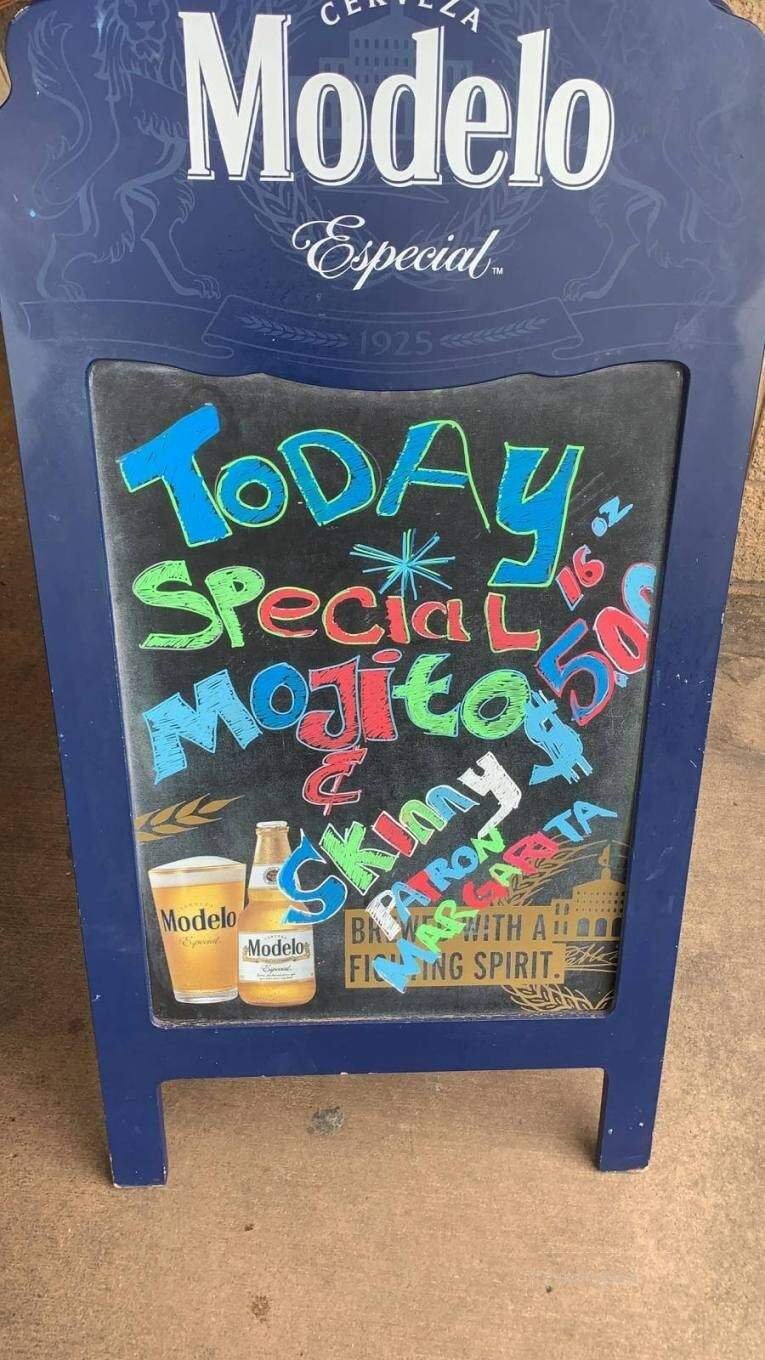 CERVEZA
Modelo
Especial™
1925
TODAY
SPecial
16 oz
$5.00
Mojito
&
Skinny
PATRON
MARGARITA
Modelo
Especial
Modelo
Especial
BREWED WITH A
FIGHTING SPIRIT.